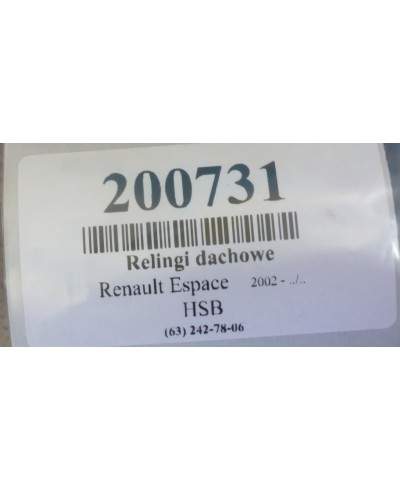 200731
Relingi dachowe
Renault Espace 2002 - ../..
HSB
(63) 242-78-06